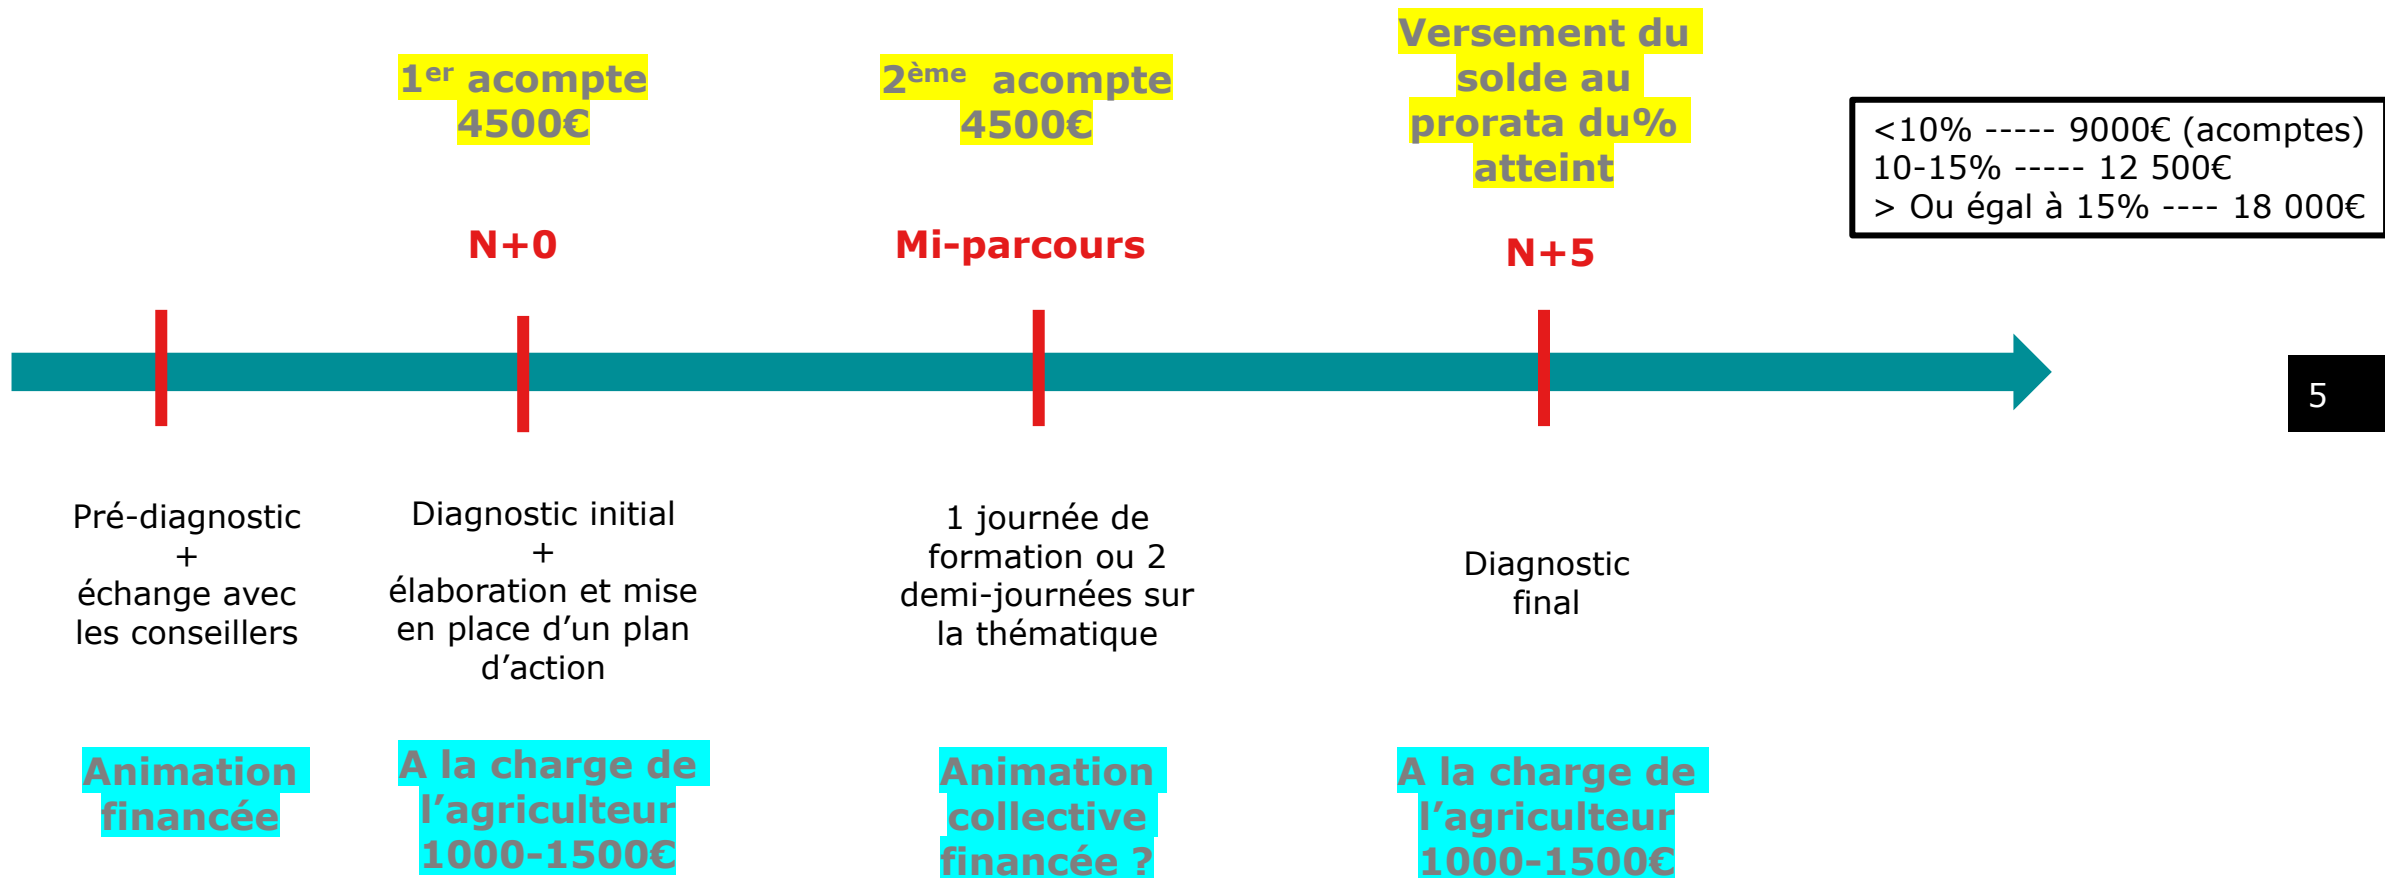 1er acompte
4500€
2ème acompte
4500€
Versement du
solde au
prorata du%
atteint
<10% ----- 9000€ (acomptes)
10-15% ----- 12 500€
> Ou égal à 15% ---- 18 000€
N+0
Mi-parcours
N+5
5
Pré-diagnostic
+
échange avec
les conseillers
Diagnostic initial
+
élaboration et mise
en place d’un plan
d’action
1 journée de
formation ou 2
demi-journées sur
la thématique
Diagnostic
final
Animation
financée
A la charge de
l’agriculteur
1000-1500€
Animation
collective
financée ?
A la charge de
l’agriculteur
1000-1500€